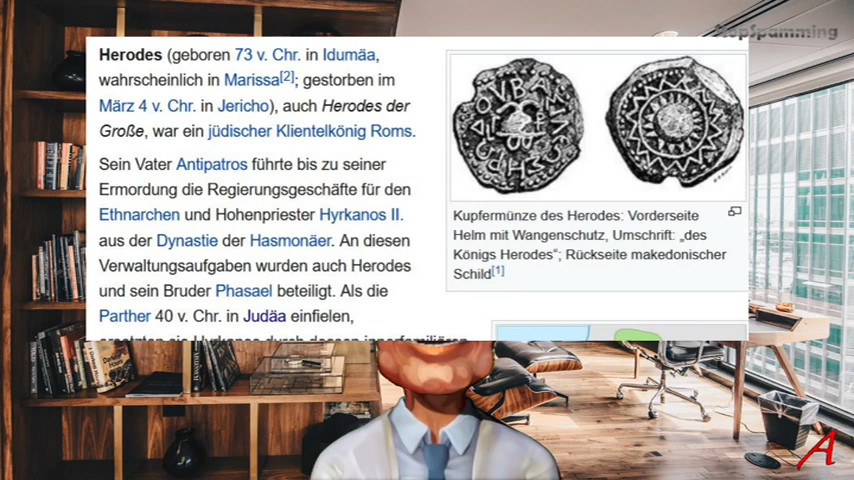 StopSpamming
Herodes (geboren 73 v. Chr. in Idumäa,
wahrscheinlich in Marissa[2]; gestorben im
März 4 v. Chr. in Jericho), auch Herodes der
Große, war ein jüdischer Klientelkönig Roms.
Sein Vater Antipatros führte bis zu seiner
Ermordung die Regierungsgeschäfte für den
Ethnarchen und Hohenpriester Hyrkanos II.
aus der Dynastie der Hasmonäer. An diesen
Verwaltungsaufgaben wurden auch Herodes
und sein Bruder Phasael beteiligt. Als die
Parther 40 v. Chr. in Judäa einfielen,
Kupfermünze des Herodes: Vorderseite
Helm mit Wangenschutz, Umschrift: „des
Königs Herodes“; Rückseite makedonischer
Schild[1]
A